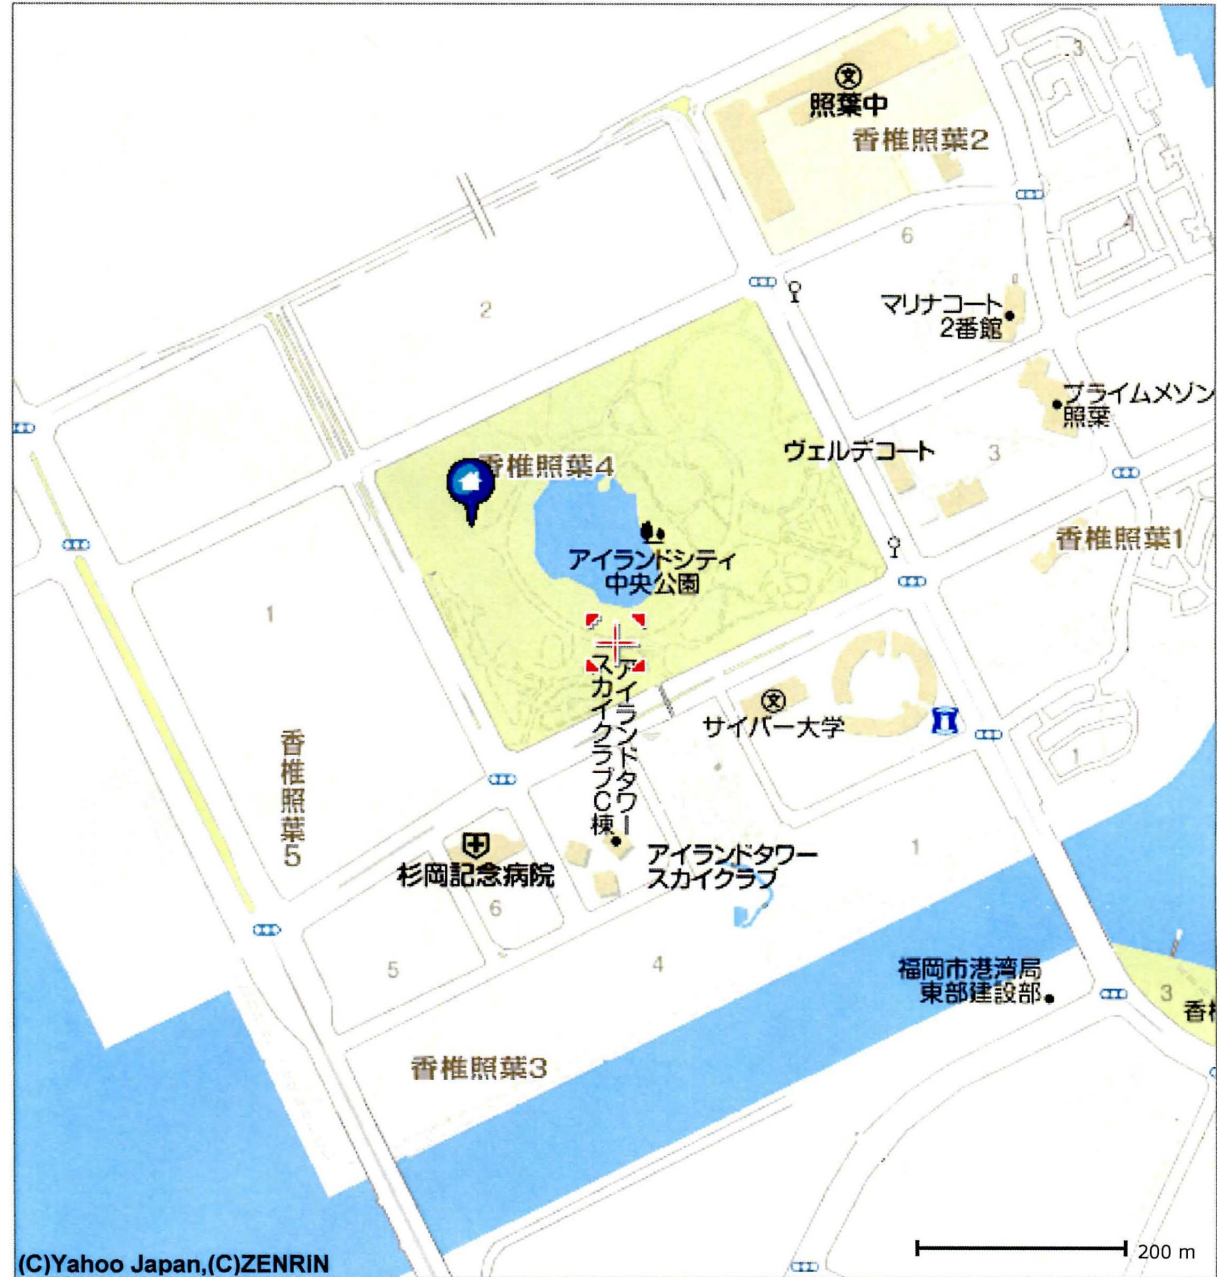 3
照葉中
香椎照葉2
4
6
2
マリナコート
2番館
プライムメゾン
照葉
ヴェルデコート
3
香椎照葉4
香椎照葉1
アイランドシティ
中央公園
1
アイランドタワー
スカイクラブC棟
サイバー大学
香椎照葉5
1
杉岡記念病院
アイランドタワー
スカイクラブ
1
6
5
4
福岡市港湾局
東部建設部
3
香椎照葉3
200 m
(C)Yahoo Japan,(C)ZENRIN